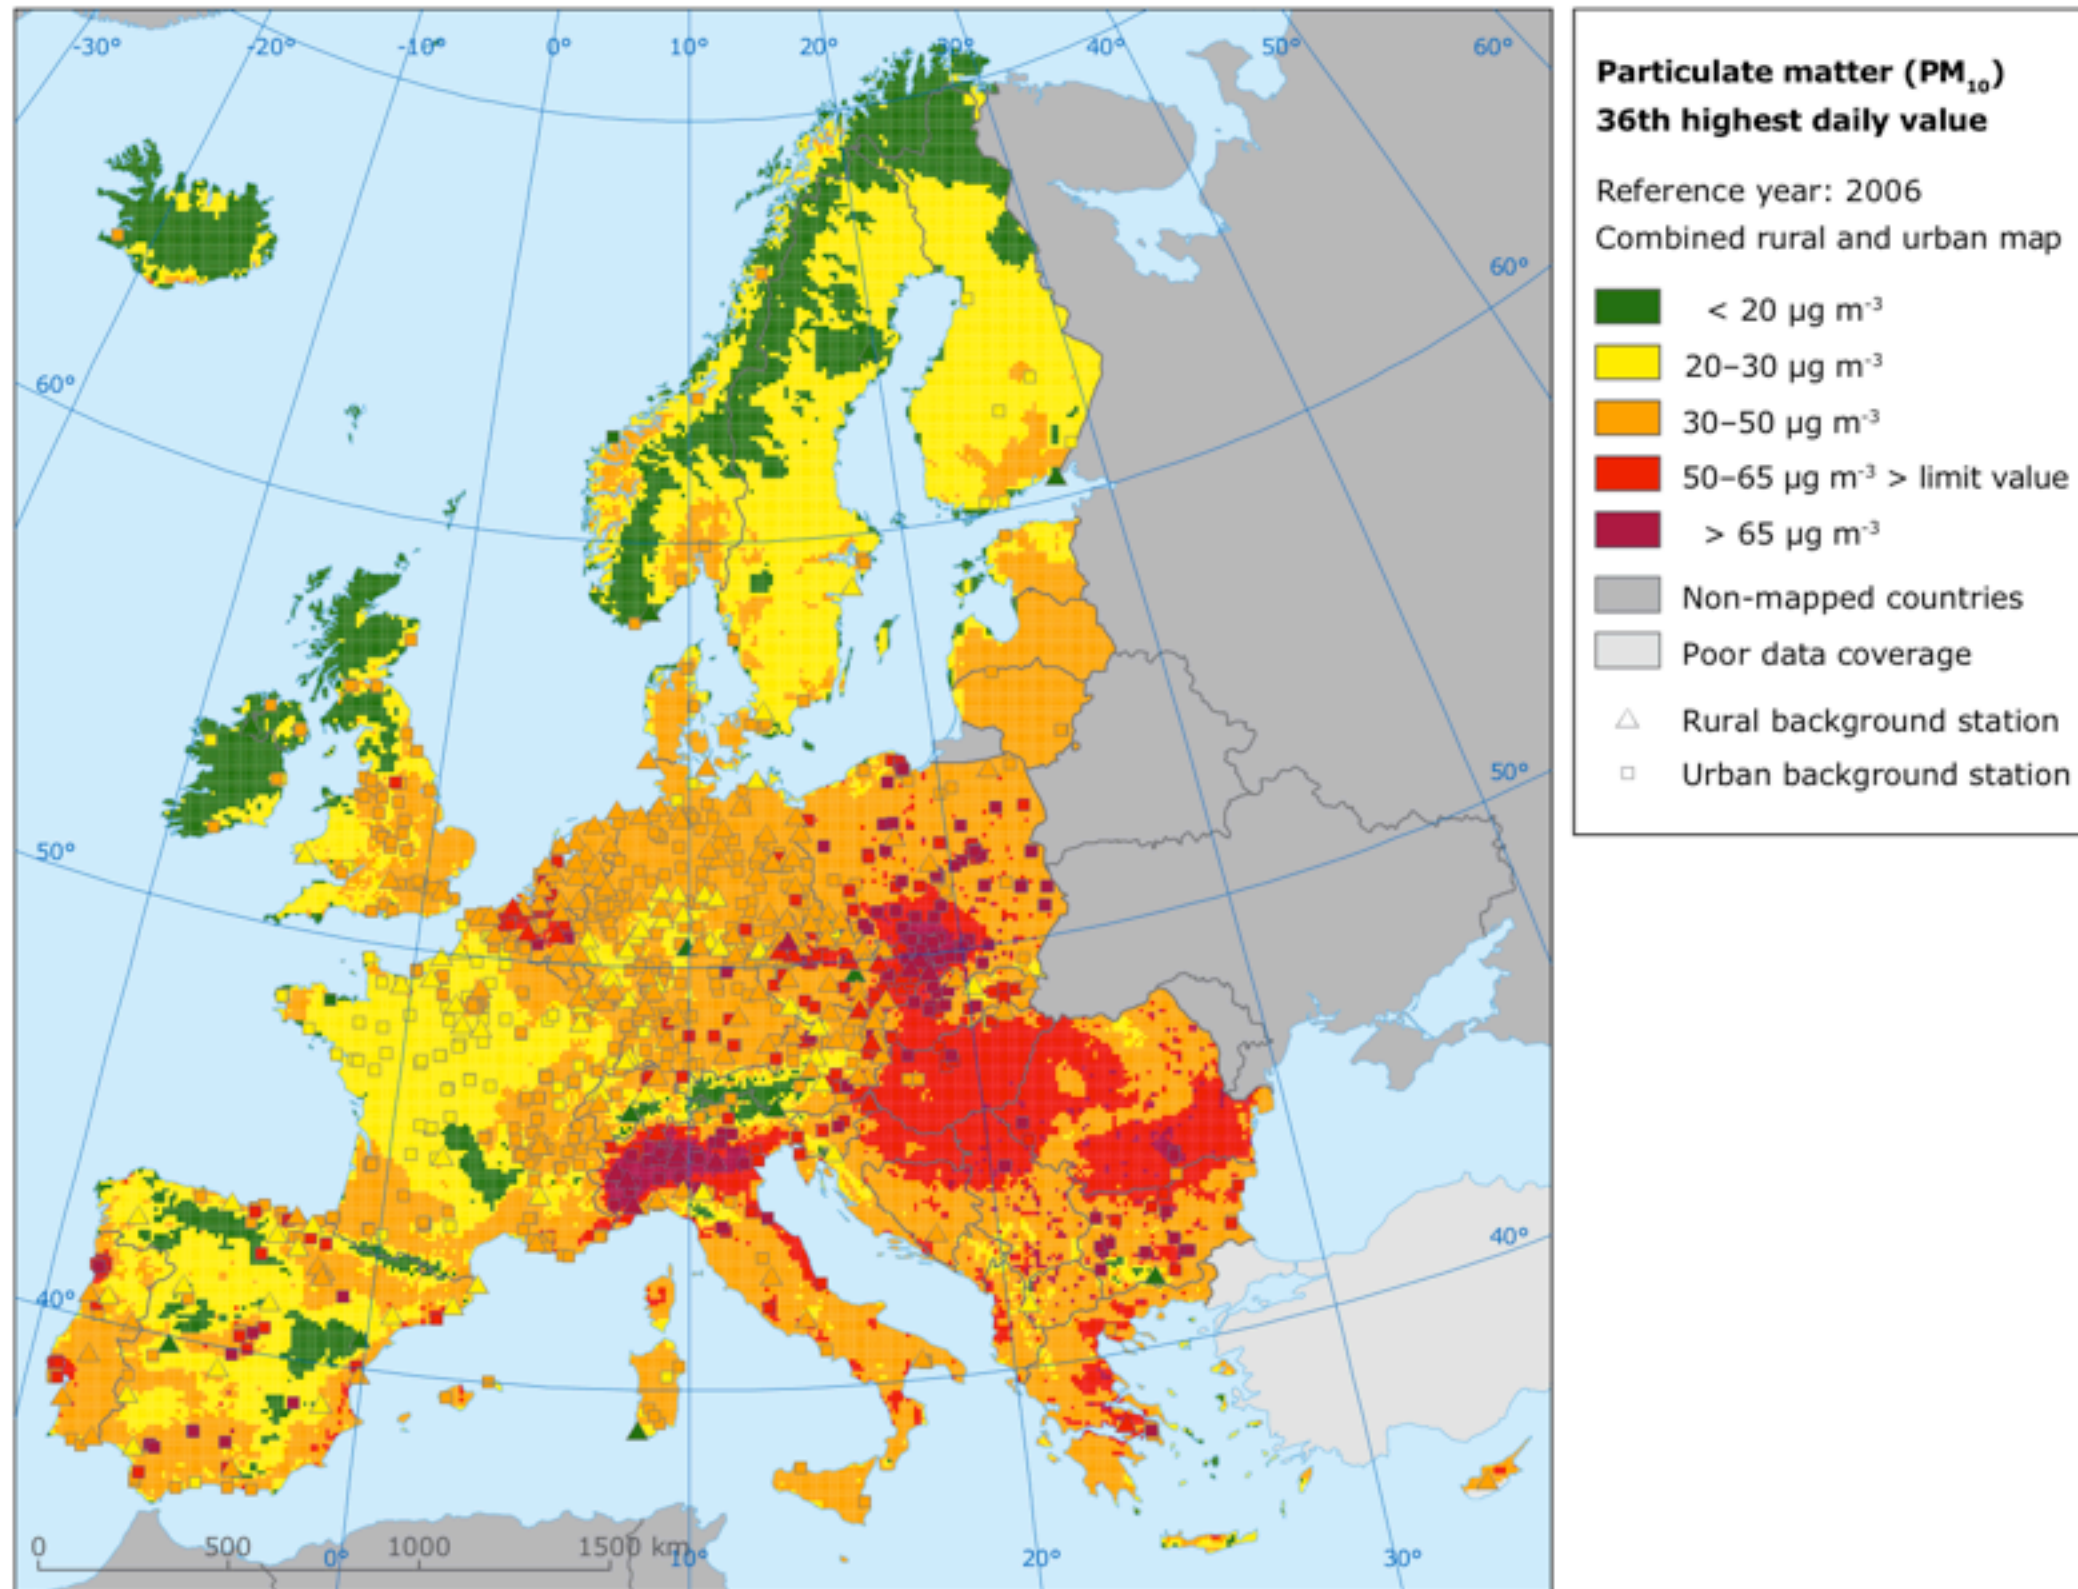 -30° -20° -10° 0° 10° 20° 30° 40° 50° 60°
60°
60°
50°
50°
40°
40°
0 500 1000 1500 km
0° 10° 20° 30°
Particulate matter (PM₁₀)
36th highest daily value
Reference year: 2006
Combined rural and urban map
< 20 µg m⁻³
20–30 µg m⁻³
30–50 µg m⁻³
50–65 µg m⁻³ > limit value
> 65 µg m⁻³
Non-mapped countries
Poor data coverage
Rural background station
Urban background station